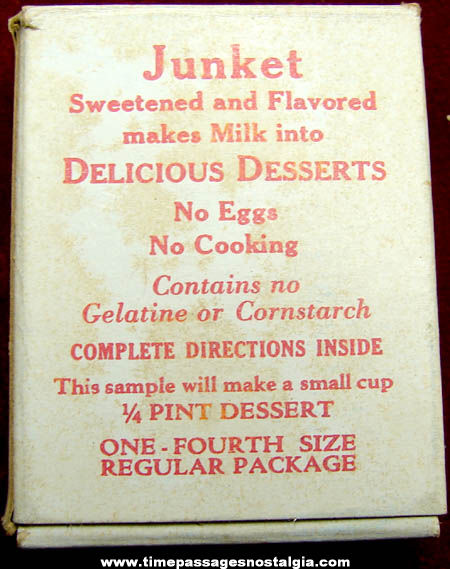 Junket
Sweetened and Flavored
makes Milk into
DELICIOUS DESSERTS
No Eggs
No Cooking
Contains no
Gelatine or Cornstarch
COMPLETE DIRECTIONS INSIDE
This sample will make a small cup
¼ PINT DESSERT
ONE-FOURTH SIZE
REGULAR PACKAGE
www.timepassagesnostalgia.com